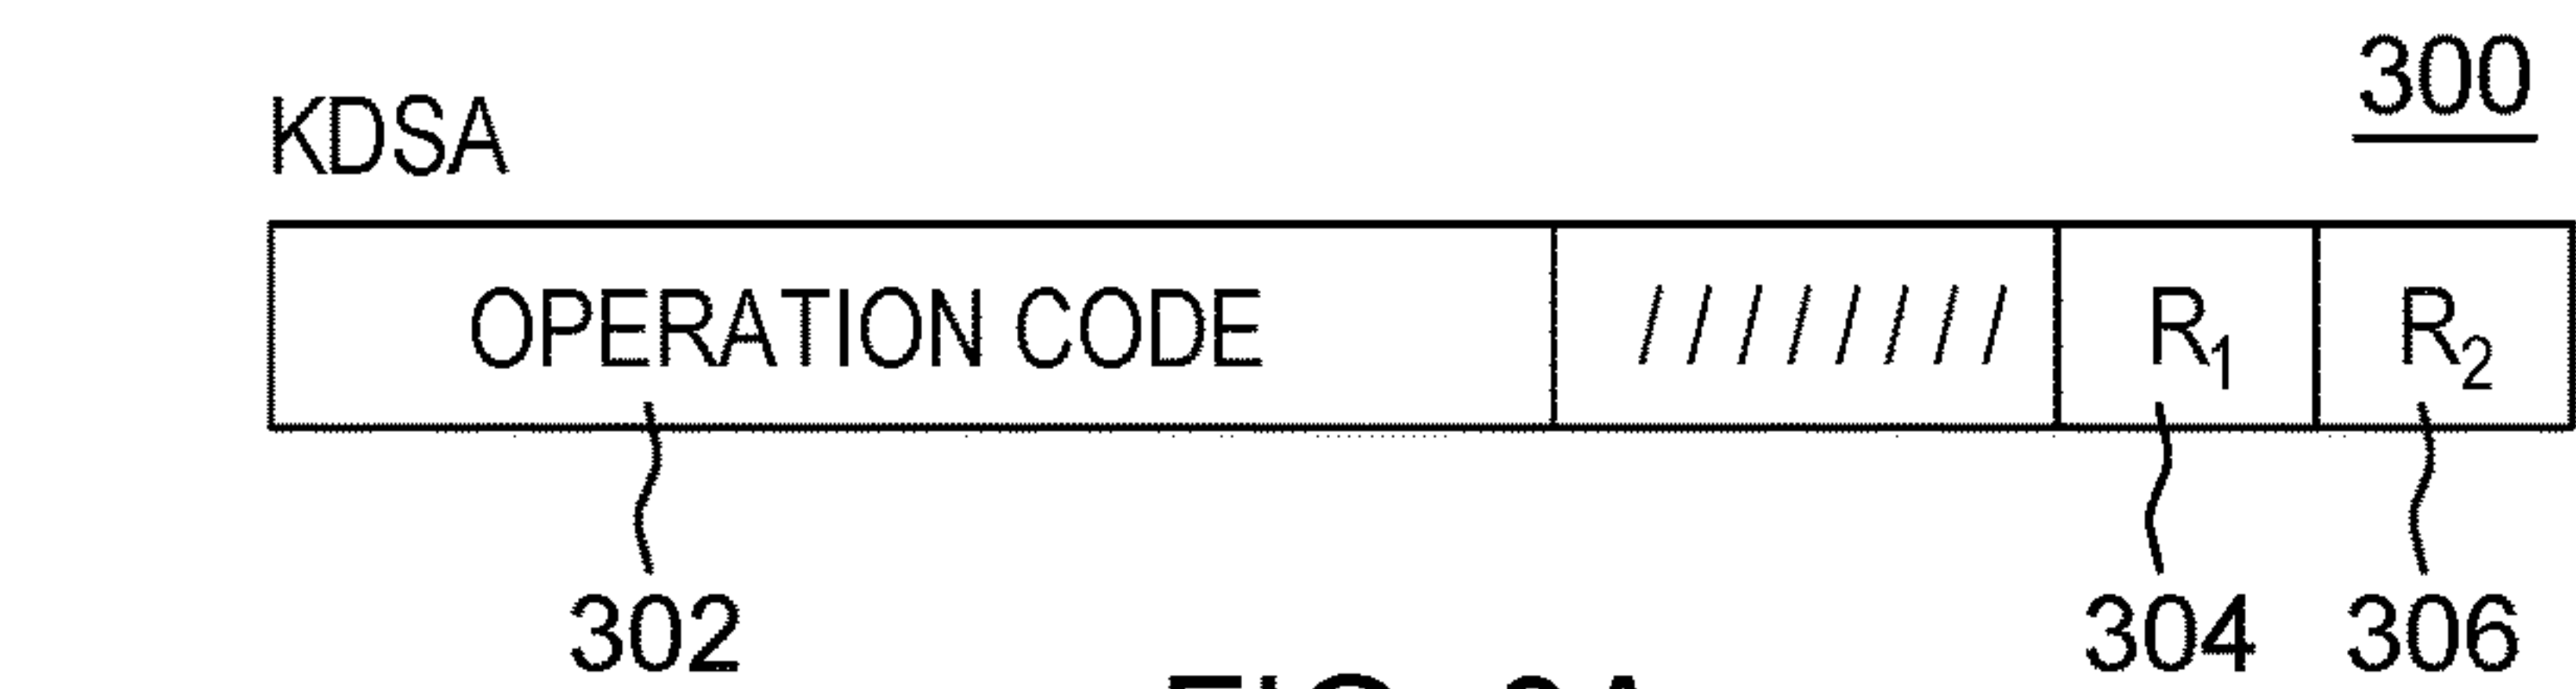 300
KDSA
OPERATION CODE / / / / / / / / R1 R2
302 304 306